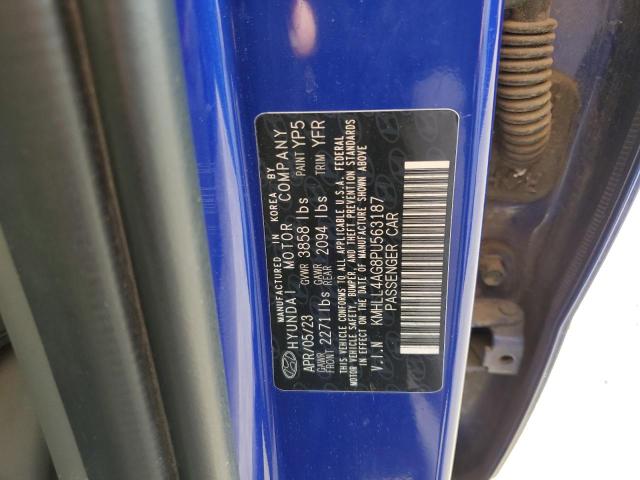 MANUFACTURED IN KOREA BY
HYUNDAI MOTOR COMPANY
APR/05/23 GVWR 3858 lbs PAINT YP5
GAWR FRONT 2271lbs GAWR REAR 2094 lbs TRIM YFR
THIS VEHICLE CONFORMS TO ALL APPLICABLE U.S.A. FEDERAL
MOTOR VEHICLE SAFETY, BUMPER, AND THEFT PREVENTION STANDARDS
IN EFFECT ON THE DATE OF MANUFACTURE SHOWN ABOVE
V.I.N KMHLL4AG8PU563187
PASSENGER CAR